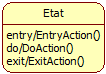 Etat
entry/EntryAction()
do/DoAction()
exit/ExitAction()